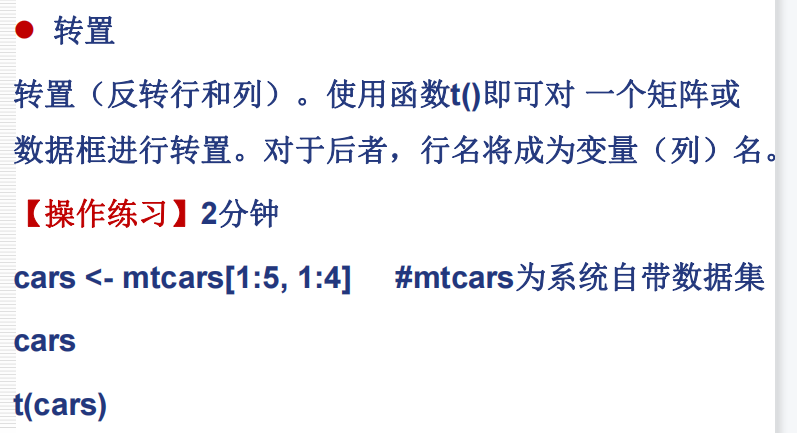 ● 转置
转置（反转行和列）。使用函数t()即可对 一个矩阵或
数据框进行转置。对于后者，行名将成为变量（列）名。
【操作练习】2分钟
cars <- mtcars[1:5, 1:4] #mtcars为系统自带数据集
cars
t(cars)